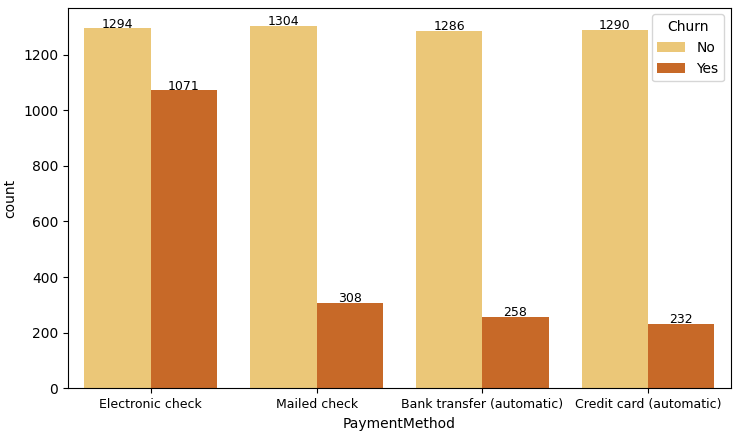 1294
1304
1286
1290
Churn
No
Yes
1071
308
258
232
1200
1000
800
600
400
200
0
count
Electronic check
Mailed check
Bank transfer (automatic)
Credit card (automatic)
PaymentMethod